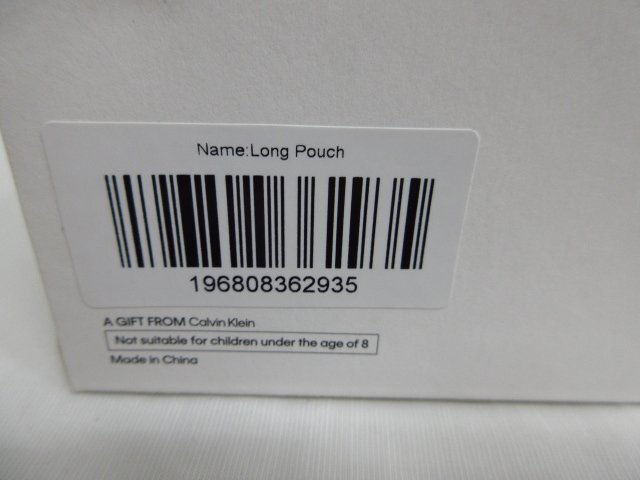 Name:Long Pouch
196808362935
A GIFT FROM Calvin Klein
Not suitable for children under the age of 8
Made in China